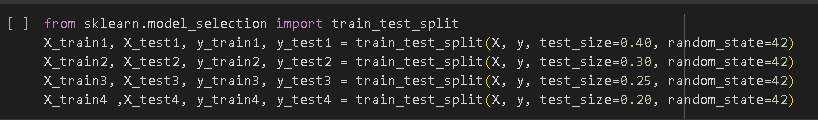 [ ] from sklearn.model_selection import train_test_split
X_train1, X_test1, y_train1, y_test1 = train_test_split(X, y, test_size=0.40, random_state=42)
X_train2, X_test2, y_train2, y_test2 = train_test_split(X, y, test_size=0.30, random_state=42)
X_train3, X_test3, y_train3, y_test3 = train_test_split(X, y, test_size=0.25, random_state=42)
X_train4 ,X_test4, y_train4, y_test4 = train_test_split(X, y, test_size=0.20, random_state=42)